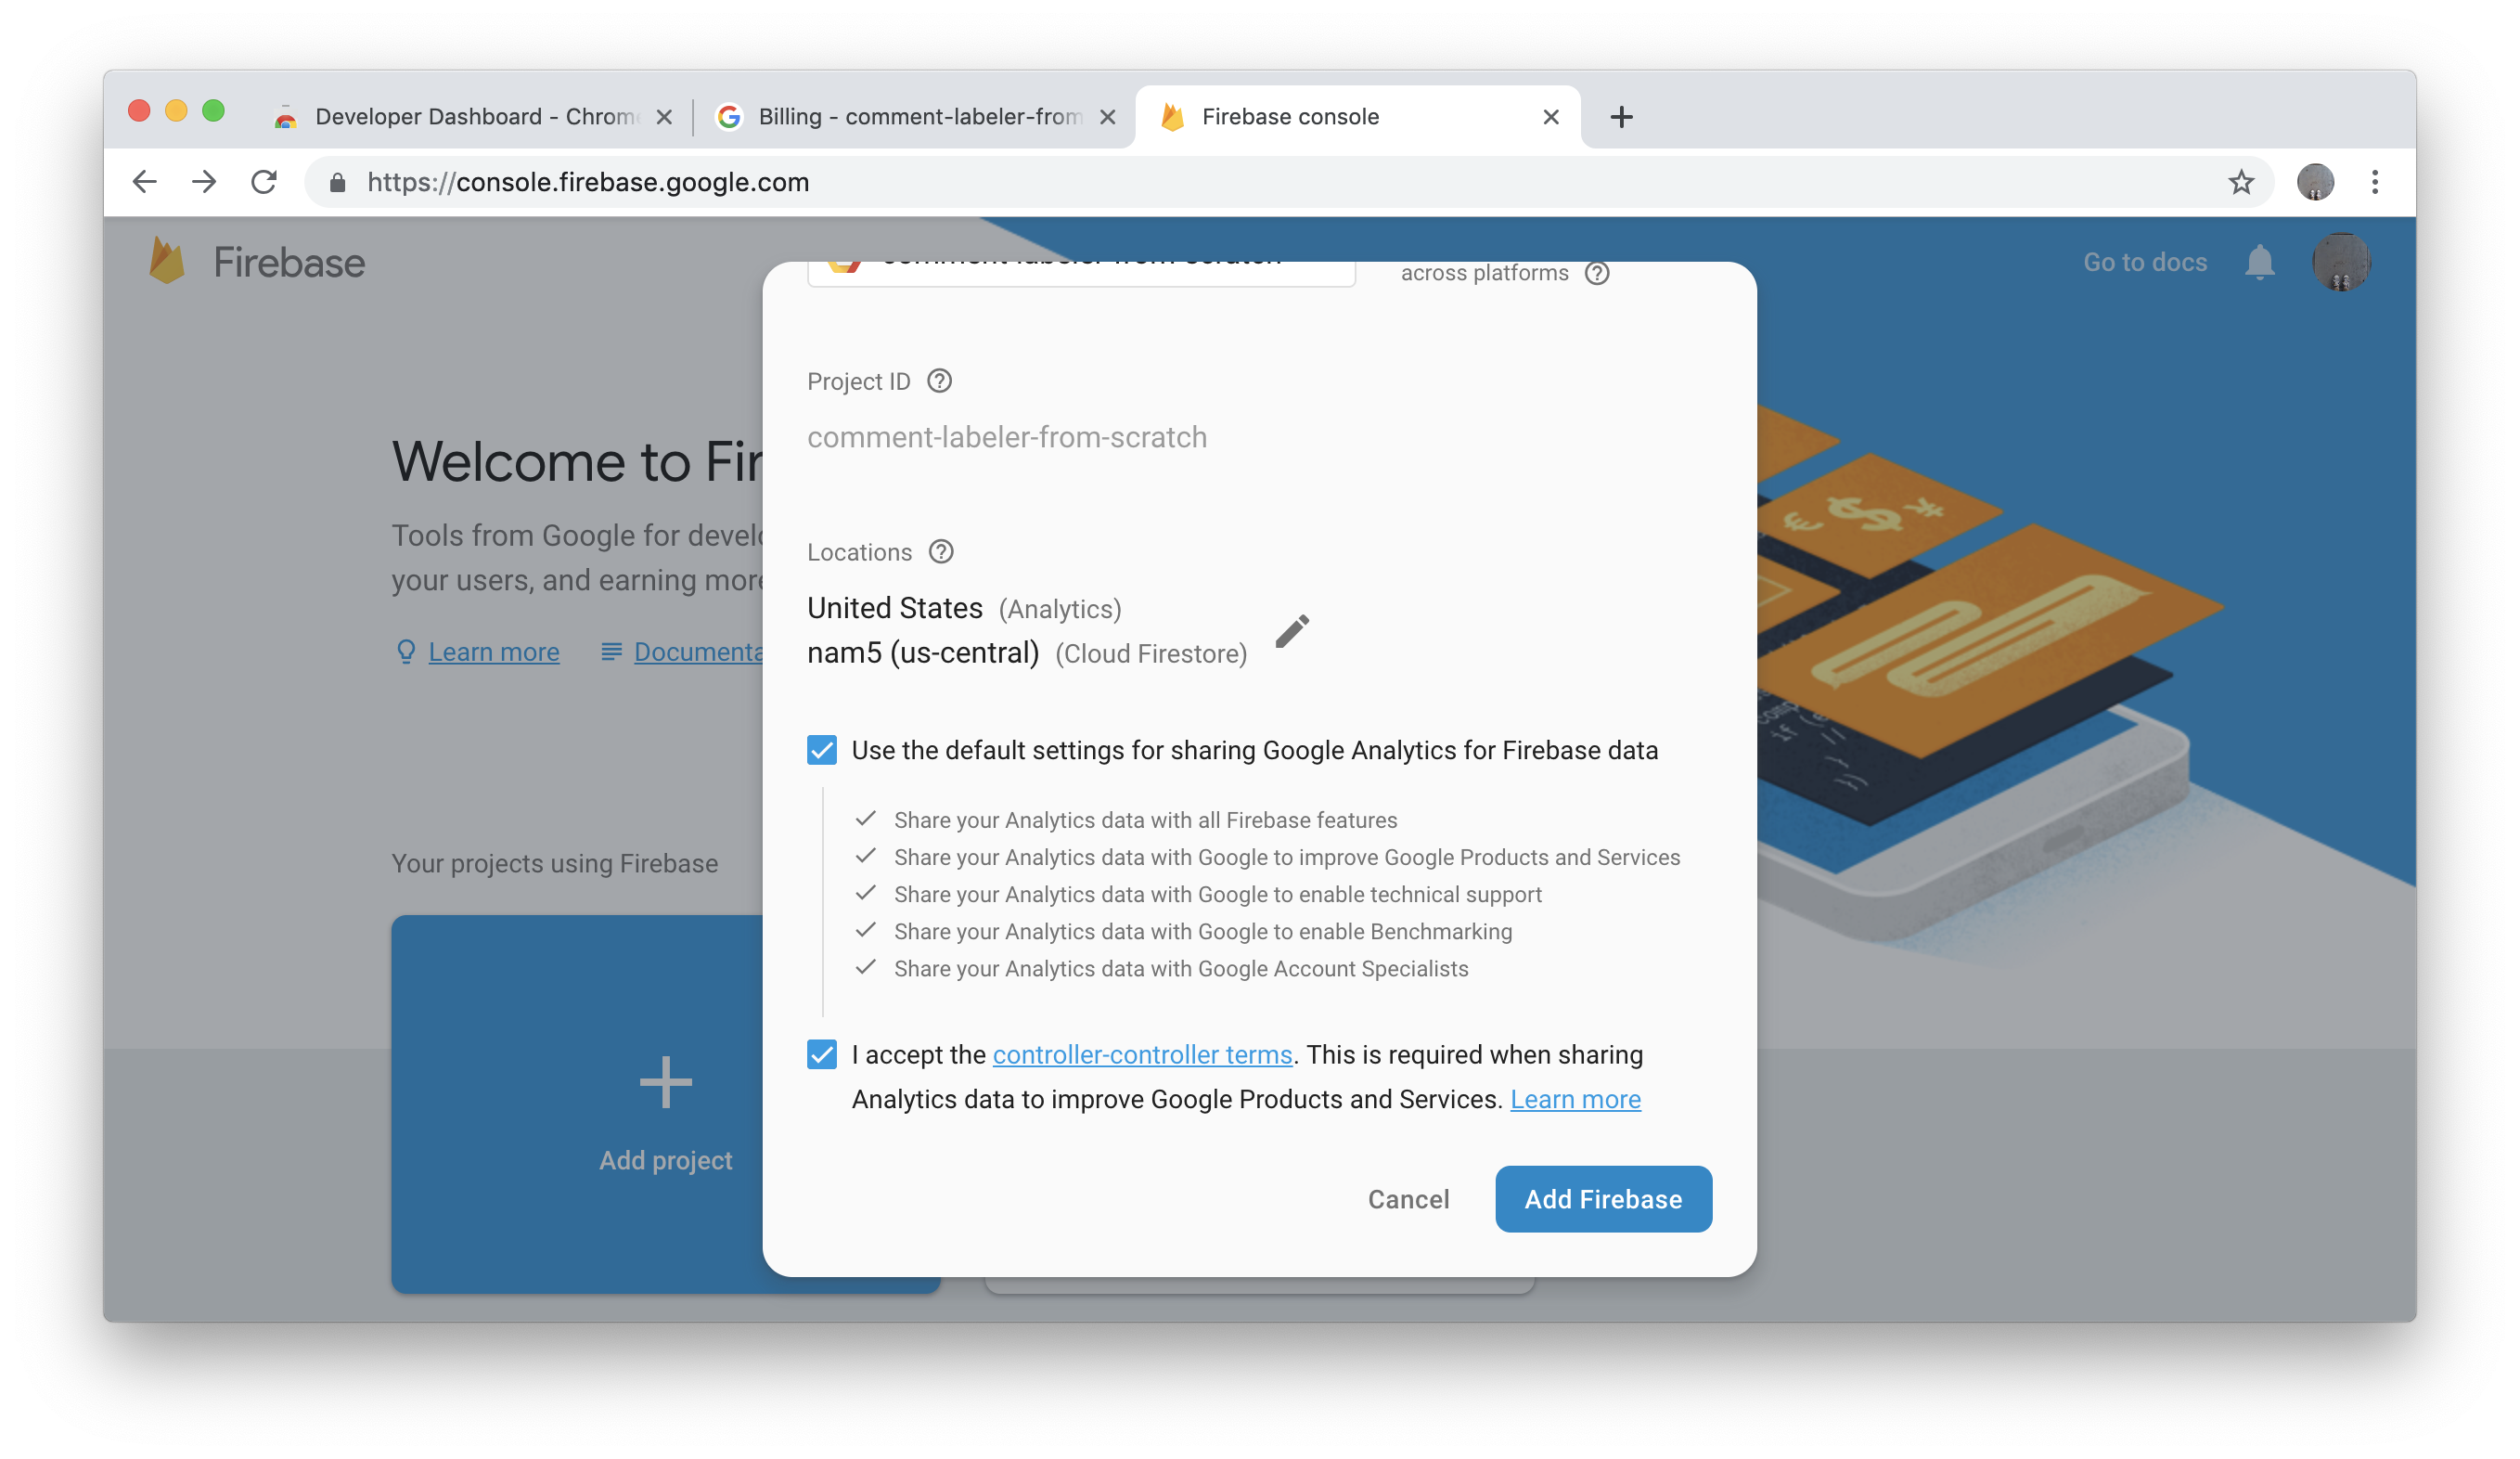 Developer Dashboard - Chrom
Billing - comment-labeler-from
Firebase console
https://console.firebase.google.com
Firebase
Go to docs
comment-labeler-from-scratch
across platforms
Project ID
comment-labeler-from-scratch
Welcome to Fir
Tools from Google for develo
your users, and earning more
Learn more
Documenta
Locations
United States (Analytics)
nam5 (us-central) (Cloud Firestore)
Use the default settings for sharing Google Analytics for Firebase data
Share your Analytics data with all Firebase features
Share your Analytics data with Google to improve Google Products and Services
Share your Analytics data with Google to enable technical support
Share your Analytics data with Google to enable Benchmarking
Share your Analytics data with Google Account Specialists
Your projects using Firebase
Add project
I accept the controller-controller terms. This is required when sharing
Analytics data to improve Google Products and Services. Learn more
Cancel
Add Firebase